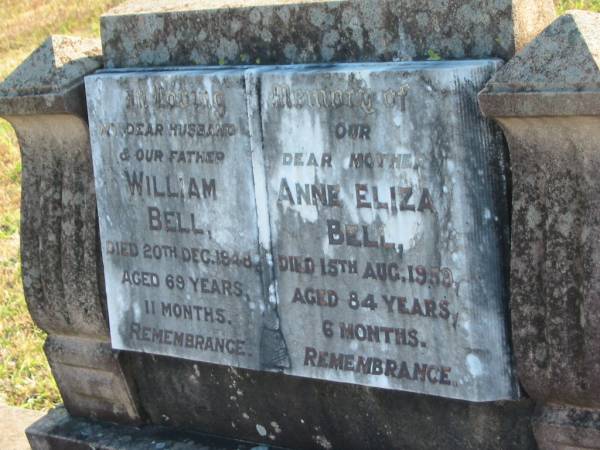 In Loving Memory of
MY DEAR HUSBAND
& OUR FATHER
WILLIAM
BELL,
DIED 20TH DEC. 1948,
AGED 69 YEARS,
11 MONTHS.
REMEMBRANCE.
OUR
DEAR MOTHER
ANNE ELIZA
BELL,
DIED 15TH AUG. 1959,
AGED 84 YEARS,
6 MONTHS.
REMEMBRANCE.